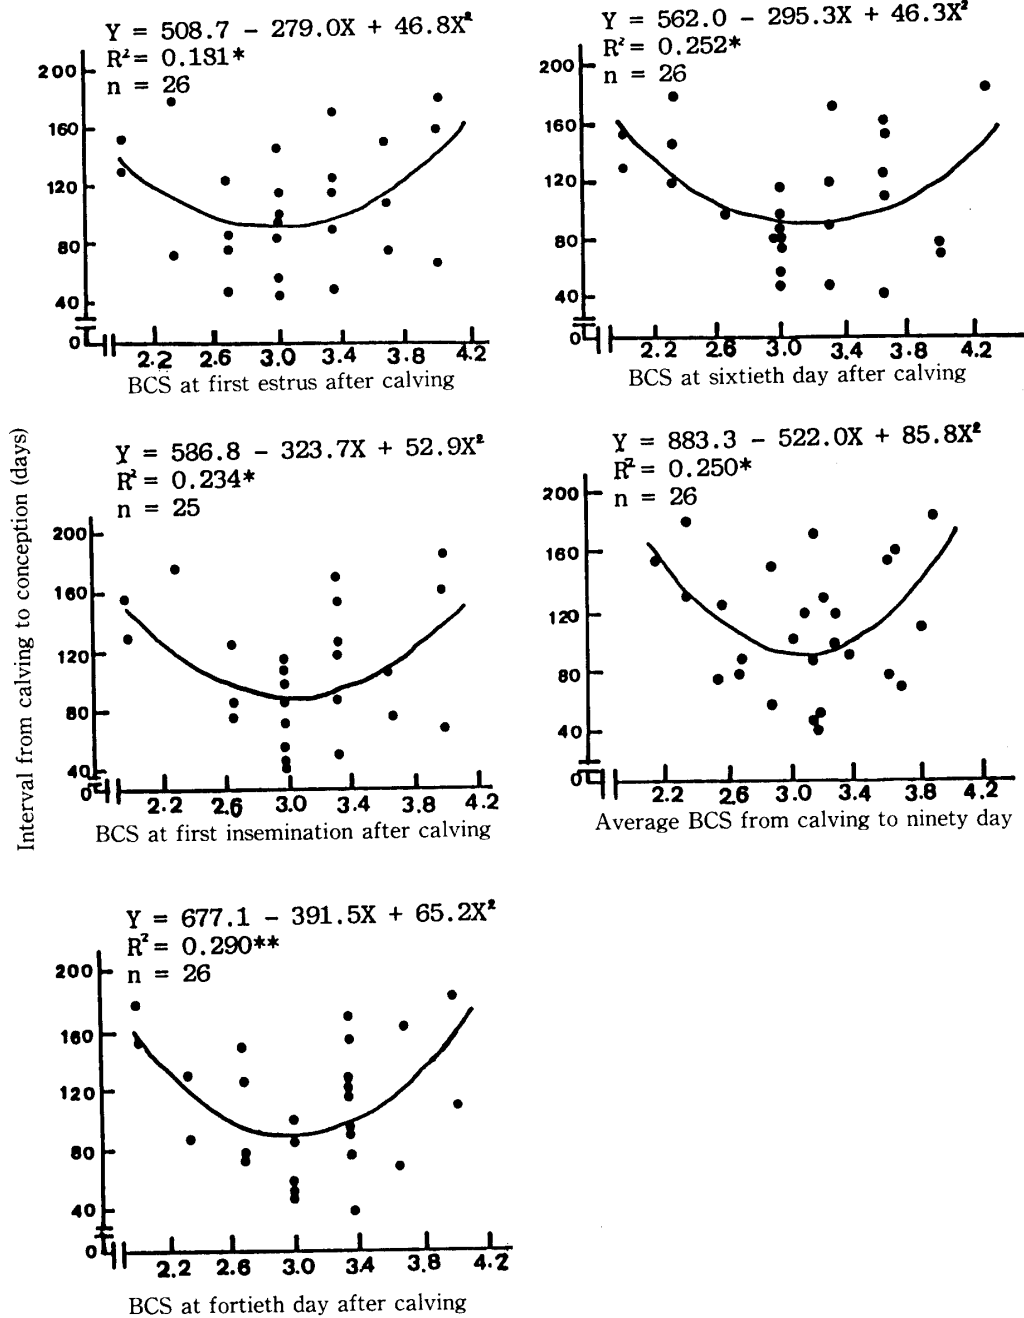 Y = 508.7 - 279.0X + 46.8X²
R² = 0.181*
n = 26
200
160
120
80
40
0
2.2 2.6 3.0 3.4 3.8 4.2
BCS at first estrus after calving
Y = 562.0 - 295.3X + 46.3X²
R² = 0.252*
n = 26
200
160
120
80
40
0
2.2 2.6 3.0 3.4 3.8 4.2
BCS at sixtieth day after calving
Interval from calving to conception (days)
Y = 586.8 - 323.7X + 52.9X²
R² = 0.234*
n = 25
200
160
120
80
40
0
2.2 2.6 3.0 3.4 3.8 4.2
BCS at first insemination after calving
Y = 883.3 - 522.0X + 85.8X²
R² = 0.250*
n = 26
200
160
120
80
40
0
2.2 2.6 3.0 3.4 3.8 4.2
Average BCS from calving to ninety day
Y = 677.1 - 391.5X + 65.2X²
R² = 0.290**
n = 26
200
160
120
80
40
0
2.2 2.6 3.0 3.4 3.8 4.2
BCS at fortieth day after calving